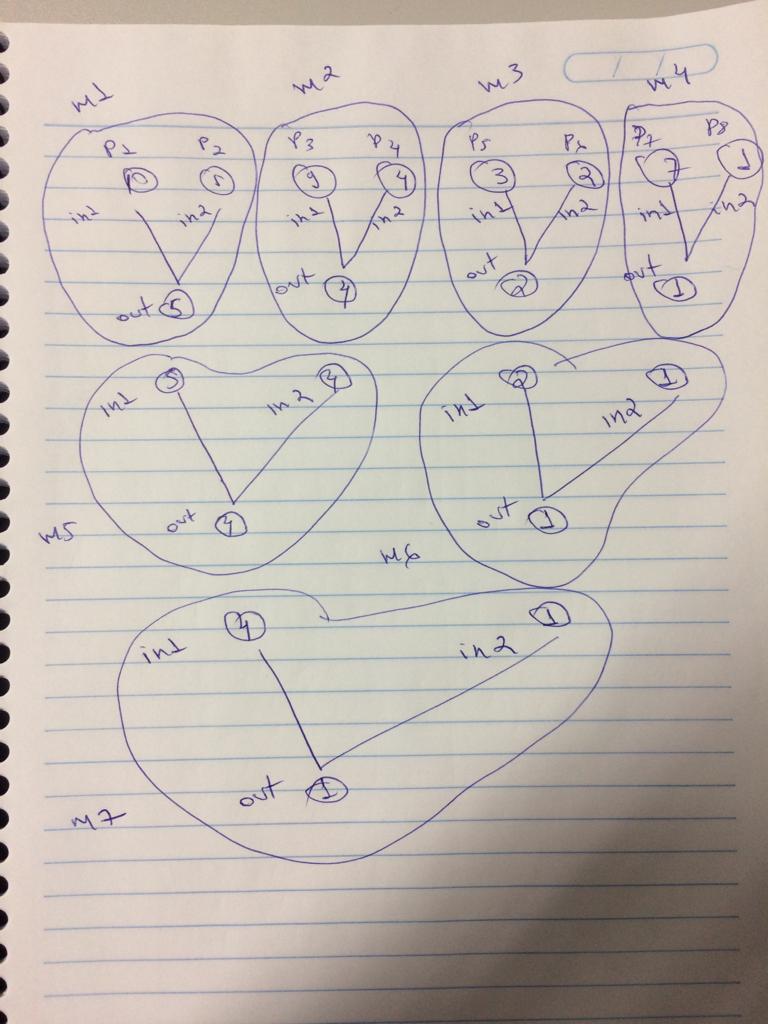 m1 m2 m3 m4
P1 P2 P3 P4 P5 P6 P7 P8
10 5 9 4 3 2 7 1
in1 in2 in1 in2 in1 in2 in1 in2
out 5 out 4 out 2 out 1
in1 5 in2 4 in1 2 in2 1
out 4 out 1
m5 m6
in1 4 in2 1
out 1
m7